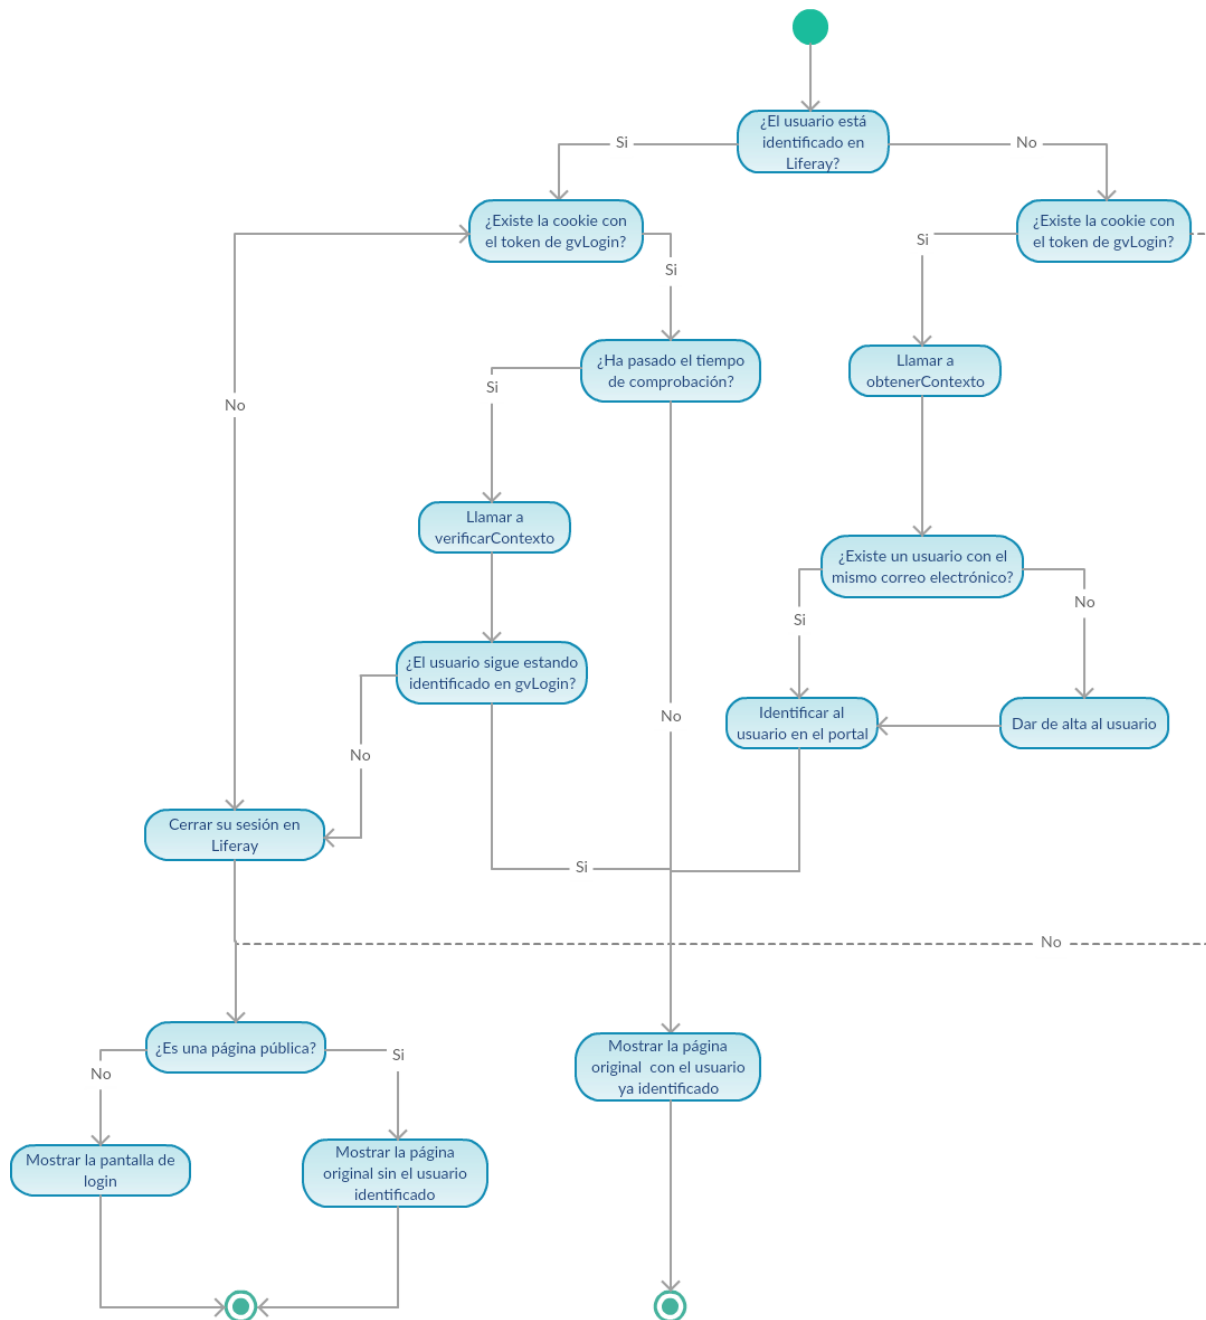 ¿El usuario está
identificado en
Liferay?
Si
No
¿Existe la cookie con
el token de gvLogin?
¿Existe la cookie con
el token de gvLogin?
Si
Si
¿Ha pasado el tiempo
de comprobación?
Llamar a
obtenerContexto
Si
No
Llamar a
verificarContexto
¿Existe un usuario con el
mismo correo electrónico?
Si
No
¿El usuario sigue estando
identificado en gvLogin?
No
Identificar al
usuario en el portal
Dar de alta al usuario
No
Cerrar su sesión en
Liferay
Si
No
¿Es una página pública?
No
Si
Mostrar la página
original con el usuario
ya identificado
Mostrar la pantalla de
login
Mostrar la página
original sin el usuario
identificado